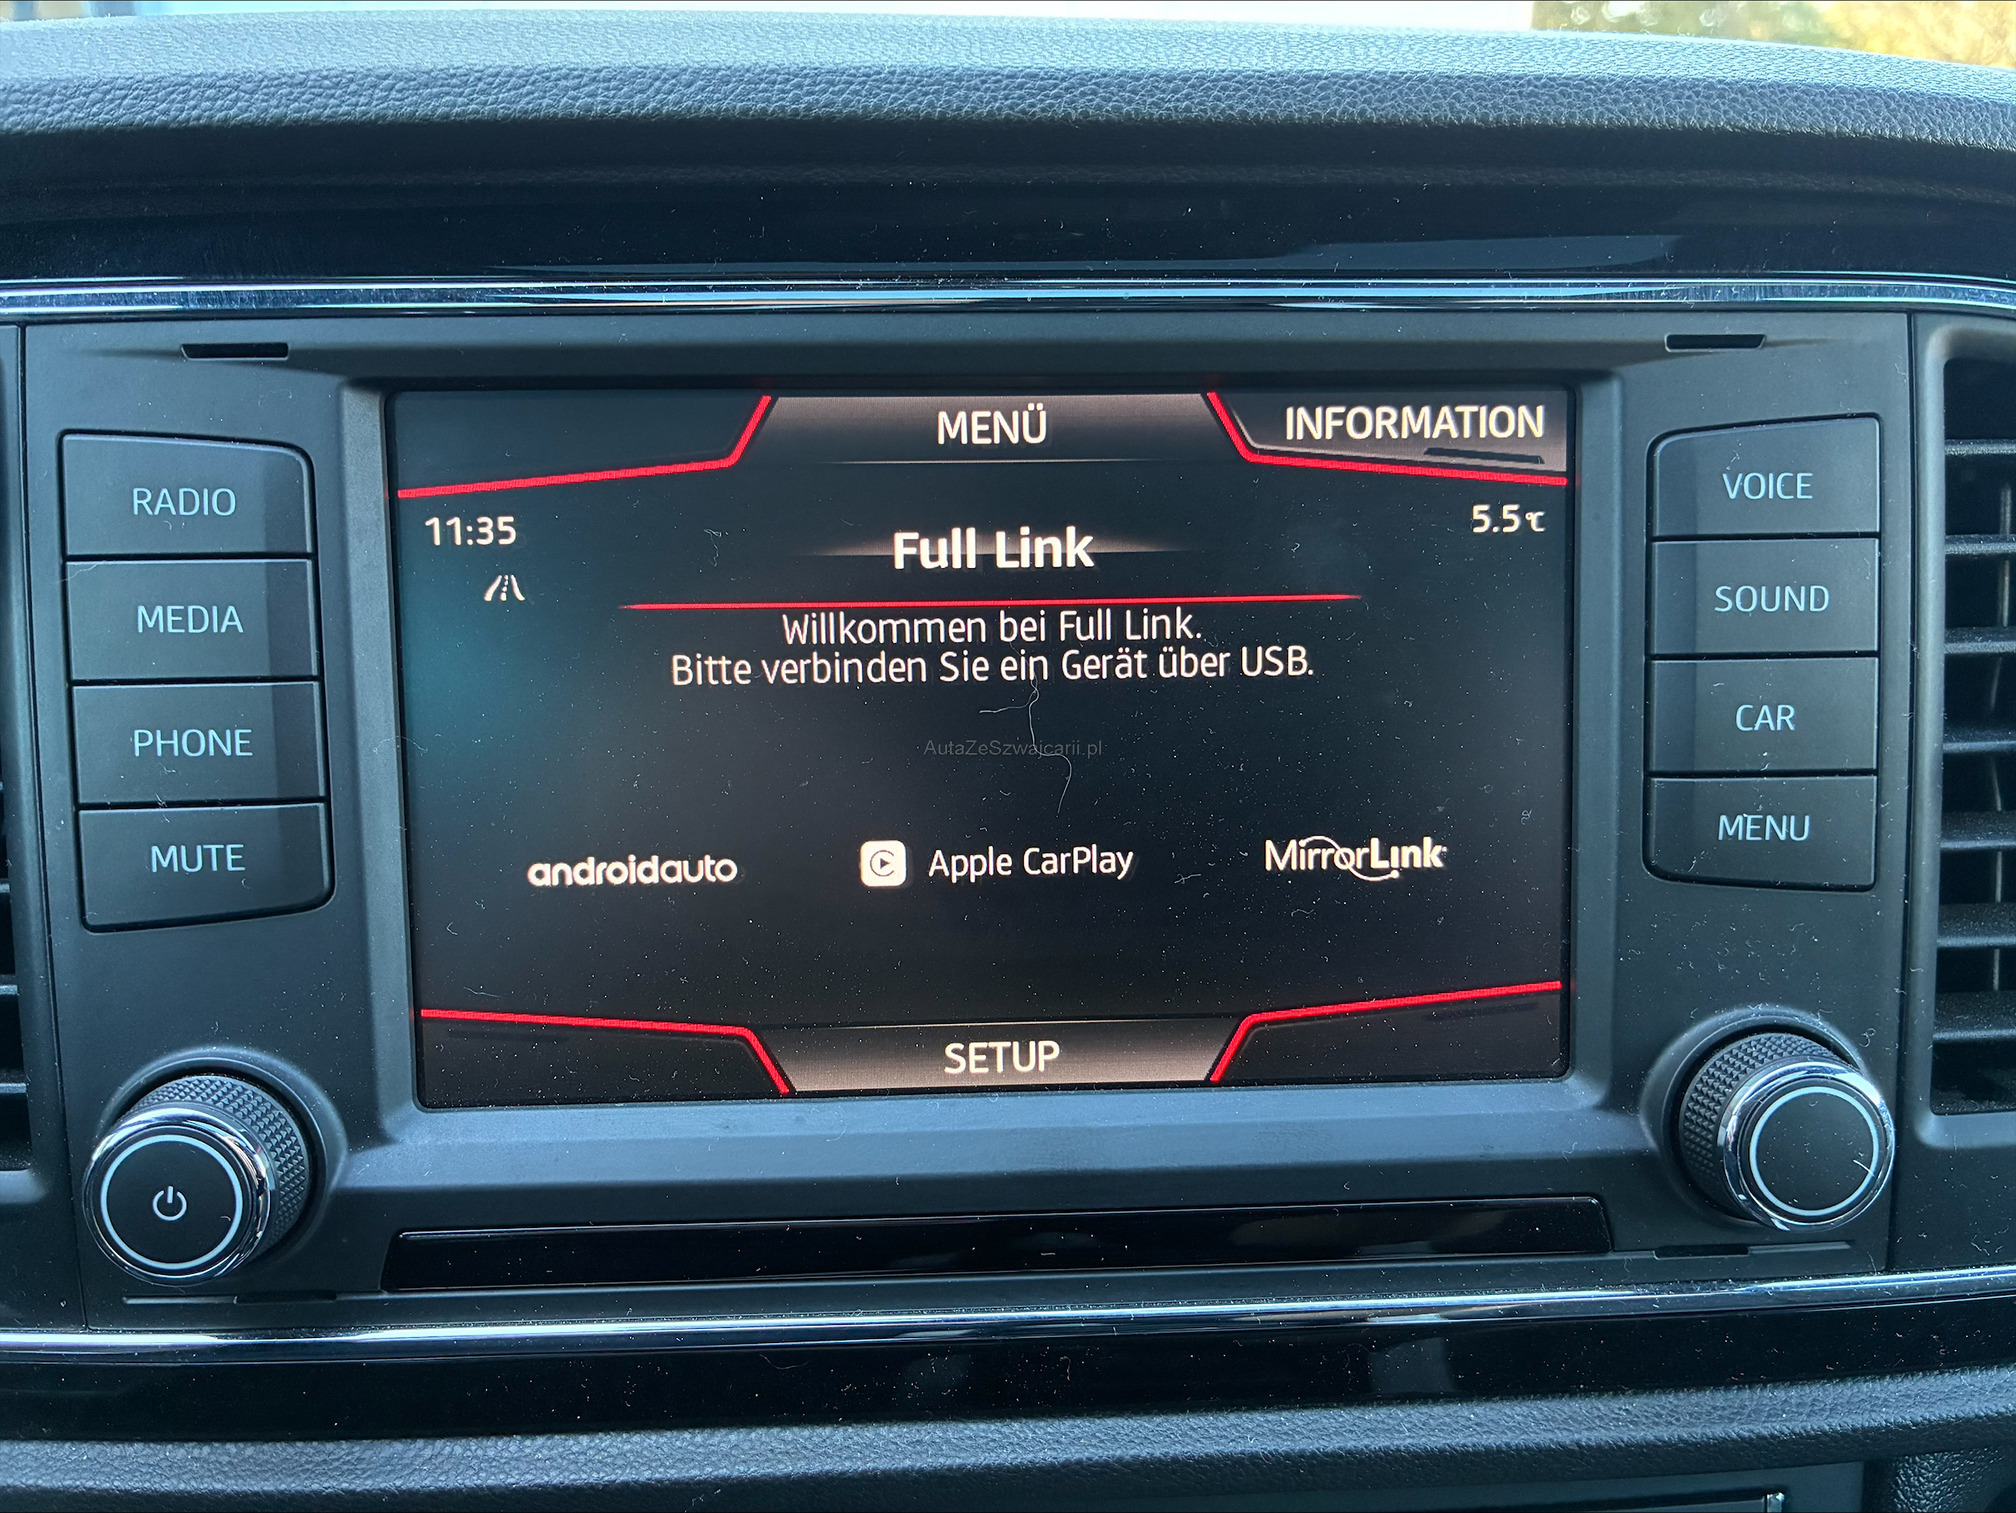 MENÜ
INFORMATION
RADIO
VOICE
11:35
5.5°C
Full Link
SOUND
MEDIA
Willkommen bei Full Link.
Bitte verbinden Sie ein Gerät über USB.
PHONE
AutaZeSzwajcarii.pl
CAR
MUTE
androidauto
Apple CarPlay
MirrorLink
MENU
SETUP